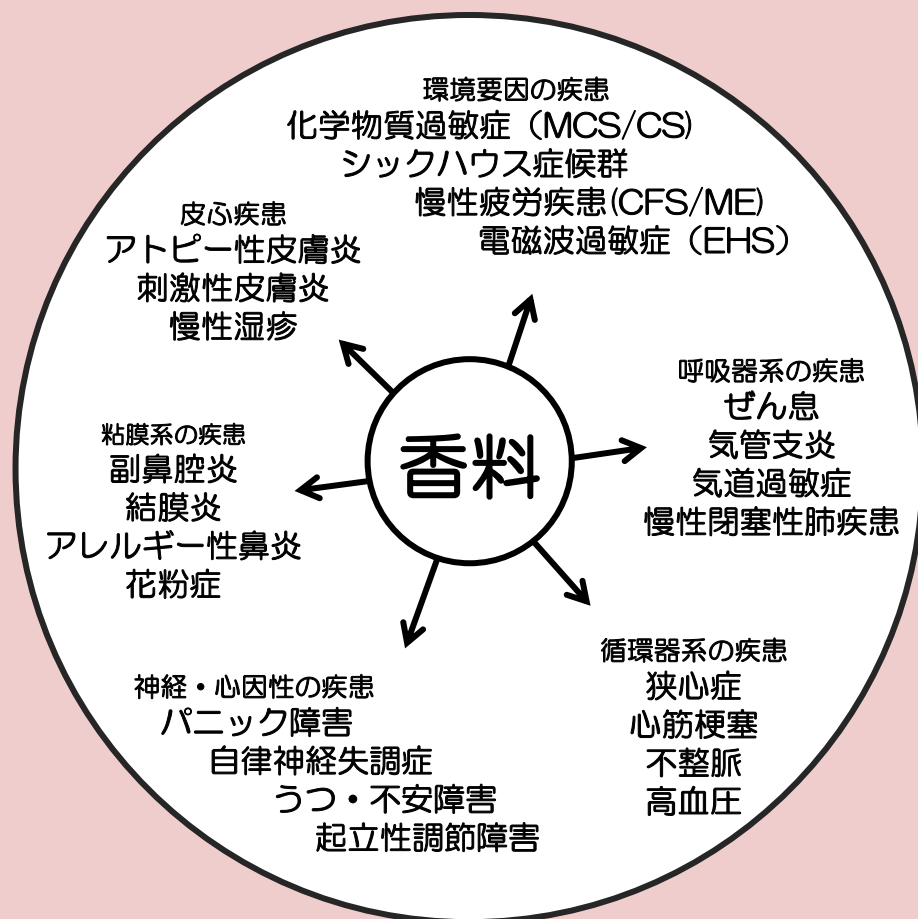 環境要因の疾患
化学物質過敏症（MCS/CS)
シックハウス症候群
慢性疲労疾患(CFS/ME)
電磁波過敏症（EHS）
皮ふ疾患
アトピー性皮膚炎
刺激性皮膚炎
慢性湿疹
呼吸器系の疾患
ぜん息
気管支炎
気道過敏症
慢性閉塞性肺疾患
香料
粘膜系の疾患
副鼻腔炎
結膜炎
アレルギー性鼻炎
花粉症
循環器系の疾患
狭心症
心筋梗塞
不整脈
高血圧
神経・心因性の疾患
パニック障害
自律神経失調症
うつ・不安障害
起立性調節障害